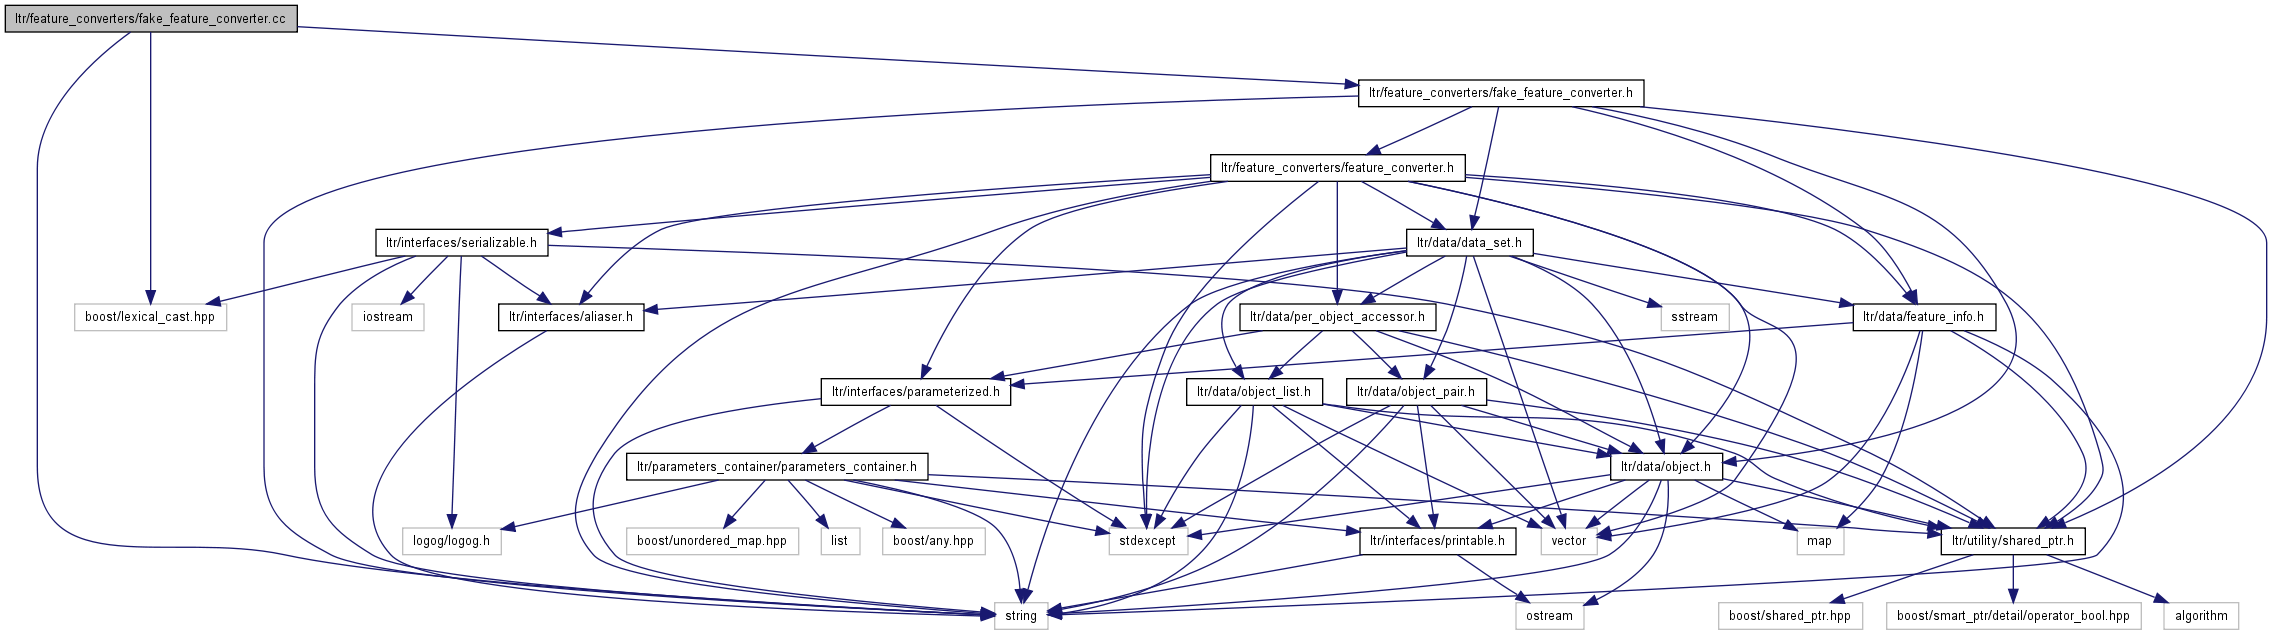 ltr/feature_converters/fake_feature_converter.cc
ltr/feature_converters/fake_feature_converter.h
ltr/feature_converters/feature_converter.h
ltr/interfaces/serializable.h
ltr/data/data_set.h
boost/lexical_cast.hpp
iostream
ltr/interfaces/aliaser.h
ltr/data/per_object_accessor.h
sstream
ltr/data/feature_info.h
ltr/interfaces/parameterized.h
ltr/data/object_list.h
ltr/data/object_pair.h
ltr/parameters_container/parameters_container.h
ltr/data/object.h
logog/logog.h
boost/unordered_map.hpp
list
boost/any.hpp
stdexcept
ltr/interfaces/printable.h
vector
map
ltr/utility/shared_ptr.h
string
ostream
boost/shared_ptr.hpp
boost/smart_ptr/detail/operator_bool.hpp
algorithm